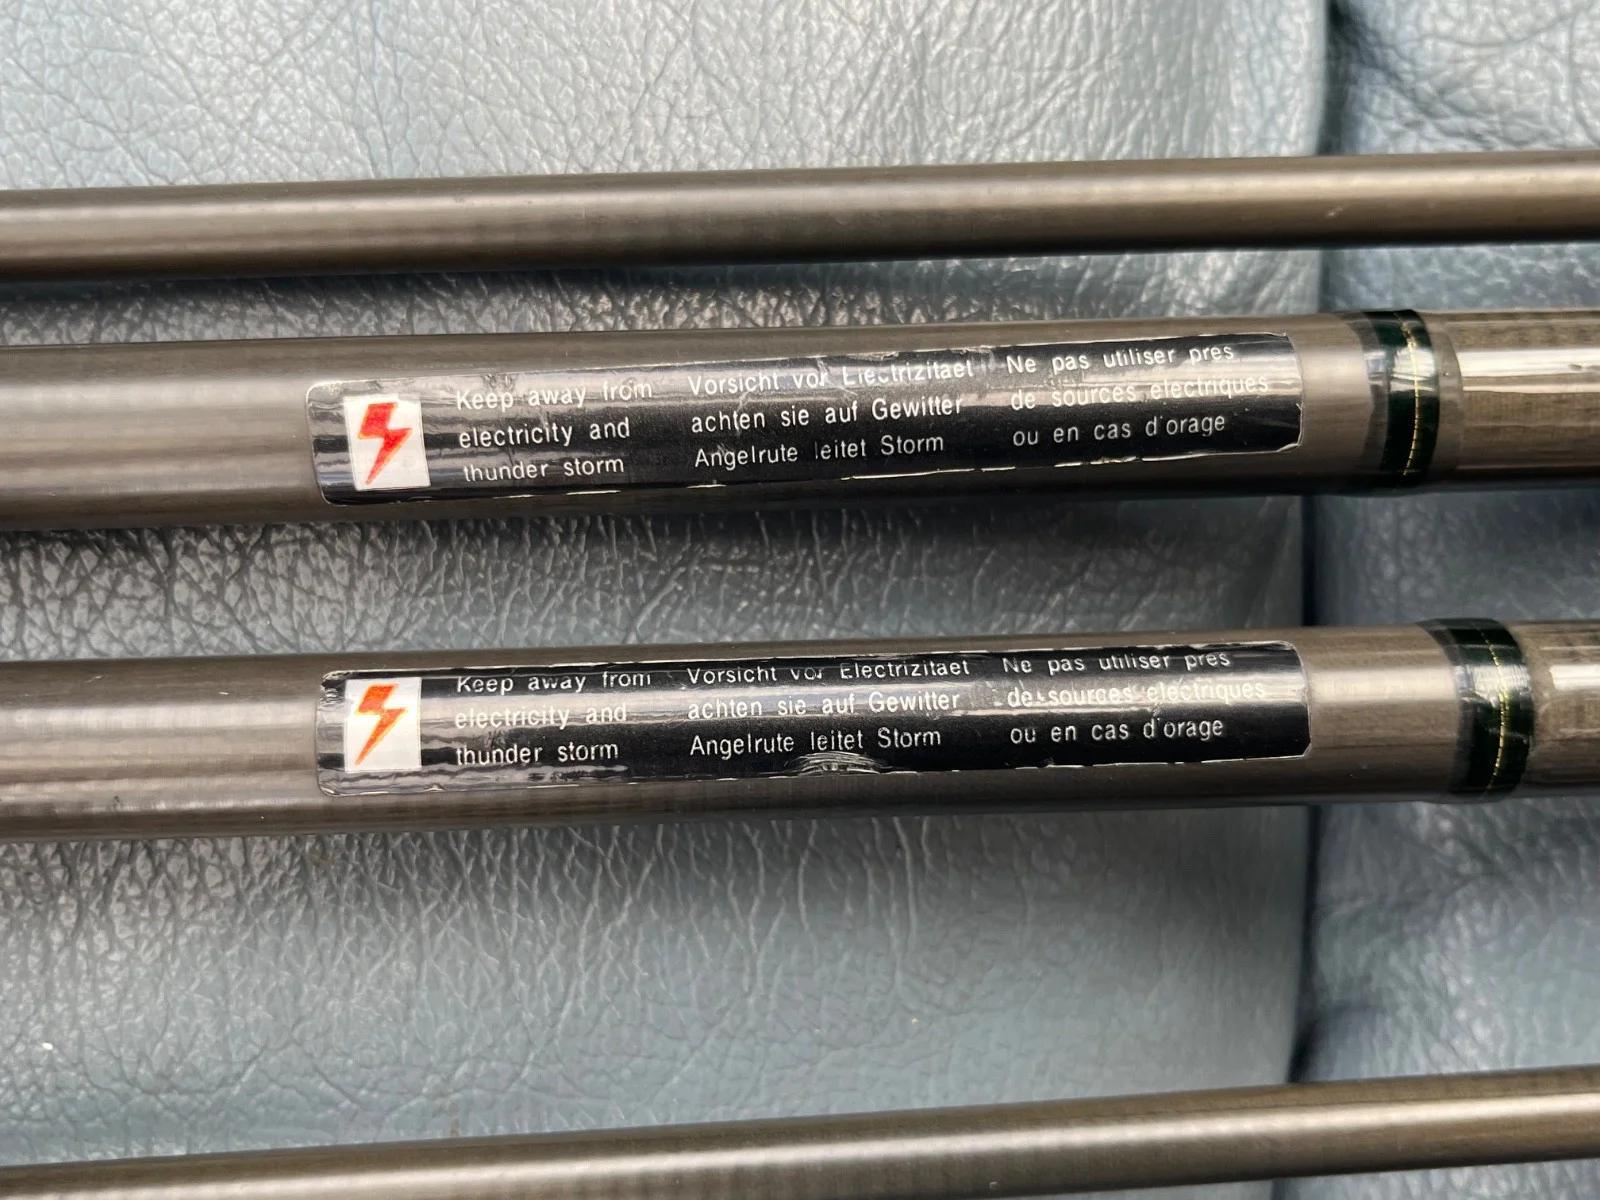 Keep away from
electricity and
thunder storm
Vorsicht vor Electrizitaet
achten sie auf Gewitter
Angelrute leitet Storm
Ne pas utiliser pres
de sources electriques
ou en cas d'orage
Keep away from
electricity and
thunder storm
Vorsicht vor Electrizitaet
achten sie auf Gewitter
Angelrute leitet Storm
Ne pas utiliser pres
de sources electriques
ou en cas d'orage